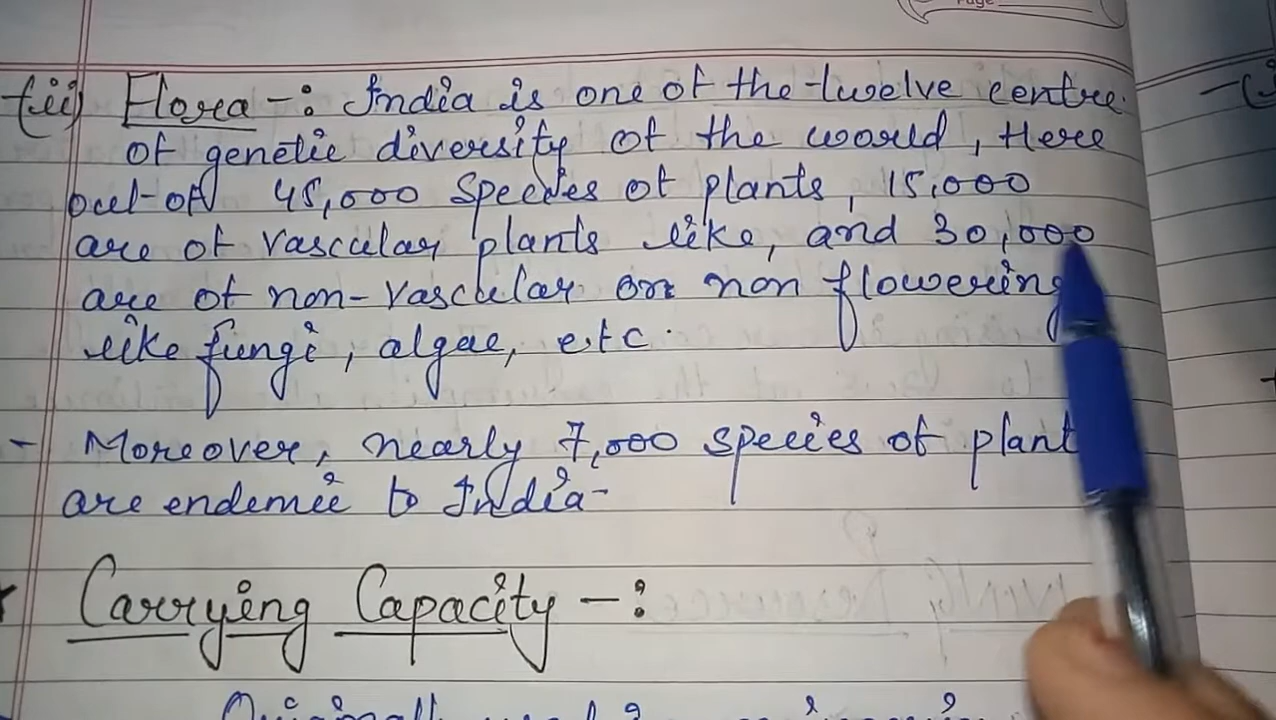 Page
(ii) Flora -: India is one of the twelve centre
of genetic diversity of the world, Here
out of 45,000 species of plants, 15,000
are of vascular plants like, and 30,000
are of non-vascular or non flowering
like fungi, algae, etc.
- Moreover, nearly 7,000 species of plant
are endemic to India-
Carrying Capacity -: